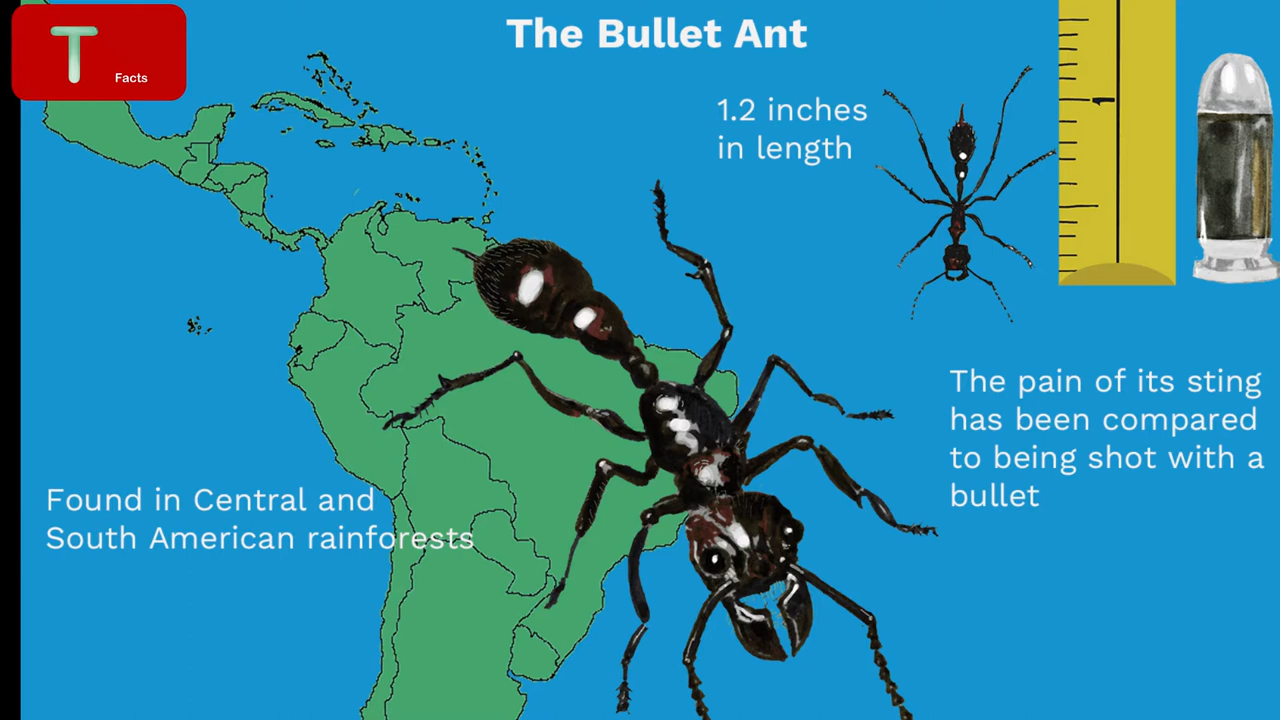 T
Facts
The Bullet Ant
1.2 inches
in length
1
The pain of its sting
has been compared
to being shot with a
bullet
Found in Central and
South American rainforests